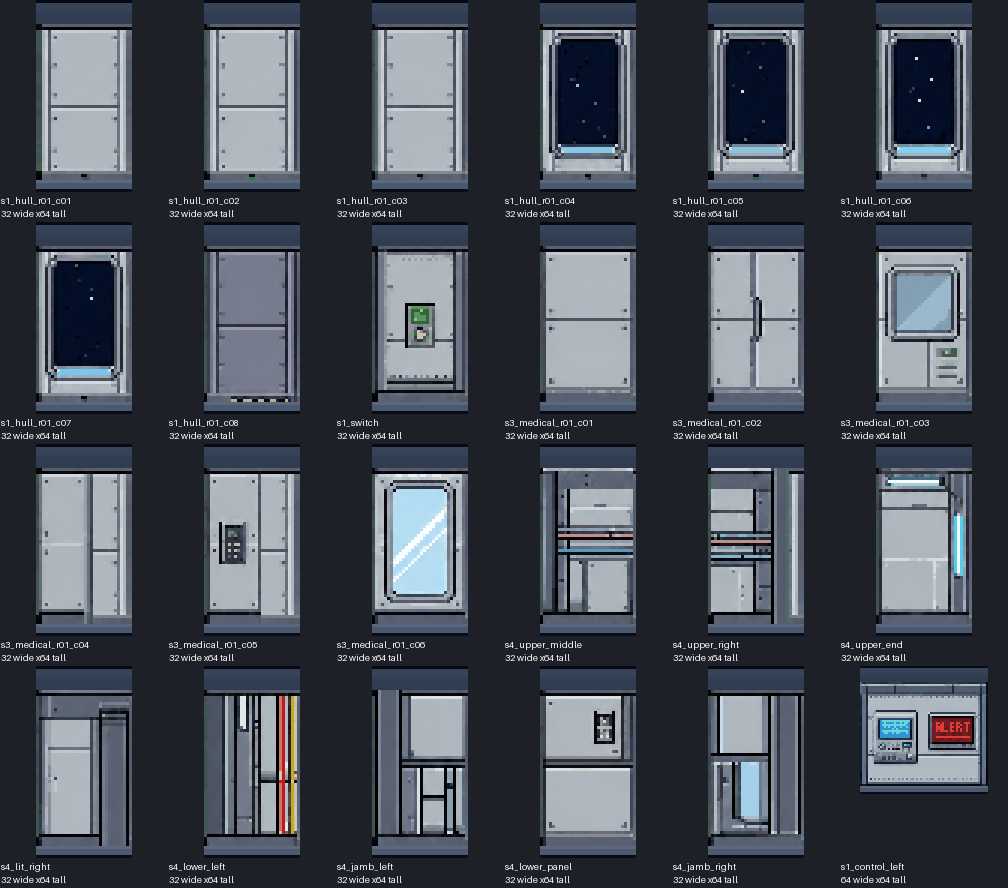 s1_hull_r01_c01
32 wide x64 tall
s1_hull_r01_c02
32 wide x64 tall
s1_hull_r01_c03
32 wide x64 tall
s1_hull_r01_c04
32 wide x64 tall
s1_hull_r01_c05
32 wide x64 tall
s1_hull_r01_c06
32 wide x64 tall
s1_hull_r01_c07
32 wide x64 tall
s1_hull_r01_c08
32 wide x64 tall
s1_switch
32 wide x64 tall
s3_medical_r01_c01
32 wide x64 tall
s3_medical_r01_c02
32 wide x64 tall
s3_medical_r01_c03
32 wide x64 tall
s3_medical_r01_c04
32 wide x64 tall
s3_medical_r01_c05
32 wide x64 tall
s3_medical_r01_c06
32 wide x64 tall
s4_upper_middle
32 wide x64 tall
s4_upper_right
32 wide x64 tall
s4_upper_end
32 wide x64 tall
s4_lit_right
32 wide x64 tall
s4_lower_left
32 wide x64 tall
s4_jamb_left
32 wide x64 tall
s4_lower_panel
32 wide x64 tall
s4_jamb_right
32 wide x64 tall
ALERT
s1_control_left
64 wide x64 tall